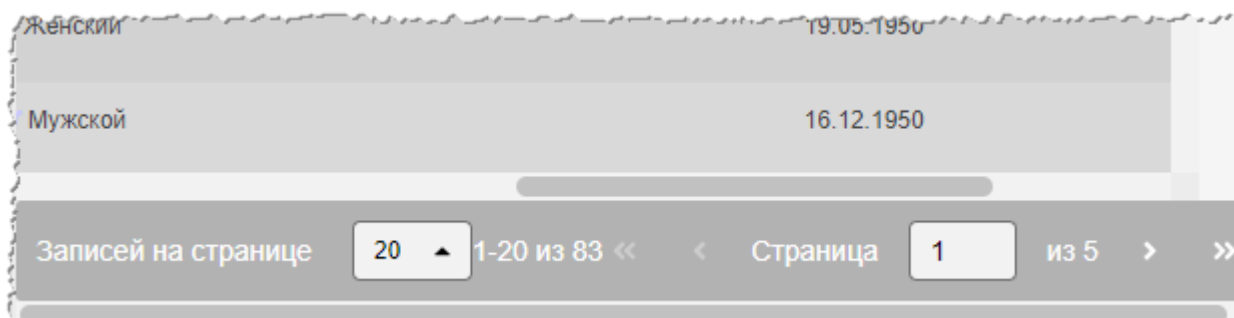 Женский 19.05.1950
Мужской 16.12.1950
Записей на странице 20 1-20 из 83 « ‹ Страница 1 из 5 › »